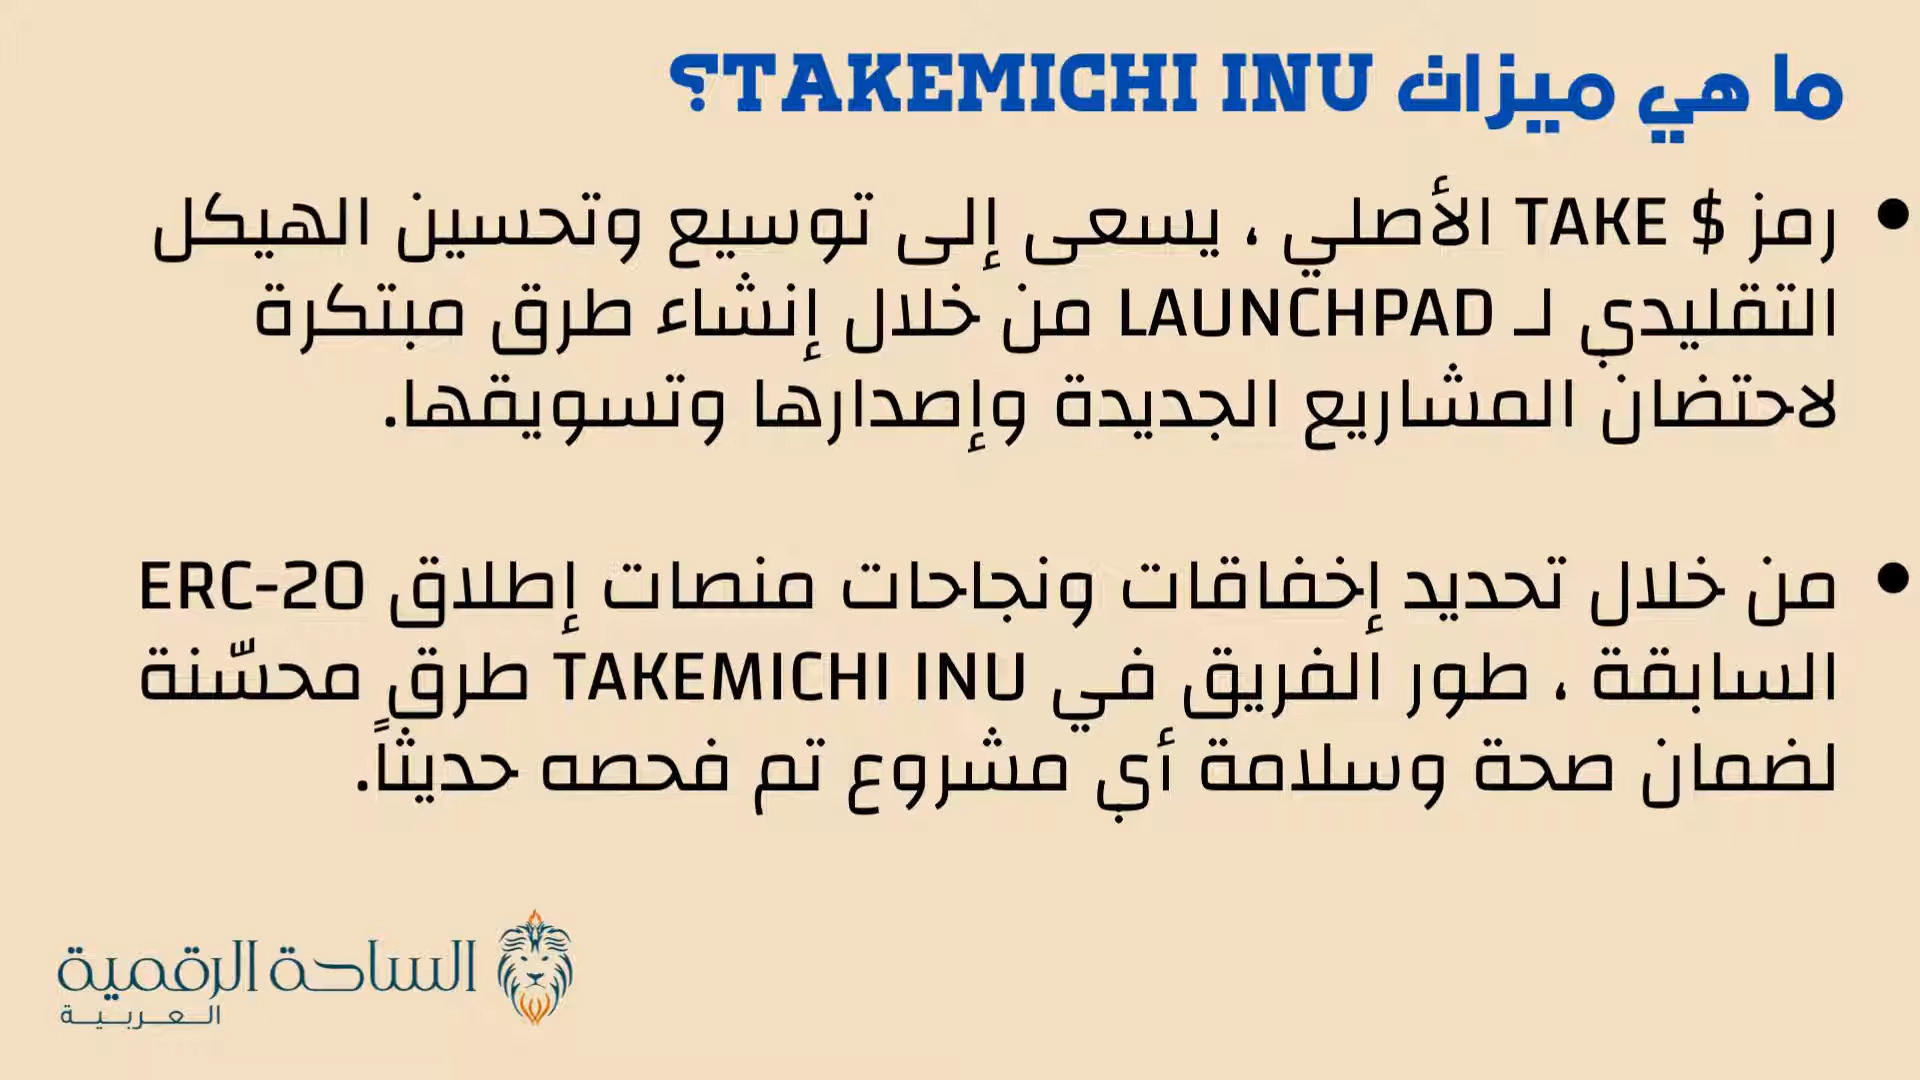 ما هي ميزات TAKEMICHI INU؟
• رمز $ TAKE الأصلي ، يسعى إلى توسيع وتحسين الهيكل
التقليدي لـ LAUNCHPAD من خلال إنشاء طرق مبتكرة
لاحتضان المشاريع الجديدة وإصدارها وتسويقها.
• من خلال تحديد إخفاقات ونجاحات منصات إطلاق ERC-20
السابقة ، طور الفريق في TAKEMICHI INU طرق محسّنة
لضمان صحة وسلامة أي مشروع تم فحصه حديثاً.
الساحة الرقمية
العربية